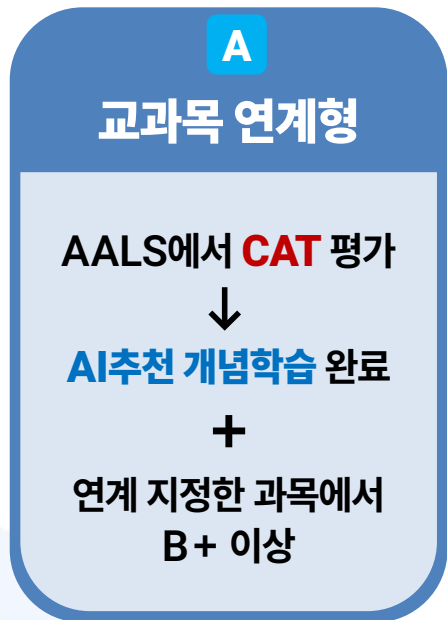 A
교과목 연계형
AALS에서 CAT 평가
↓
AI추천 개념학습 완료
+
연계 지정한 과목에서
B+ 이상